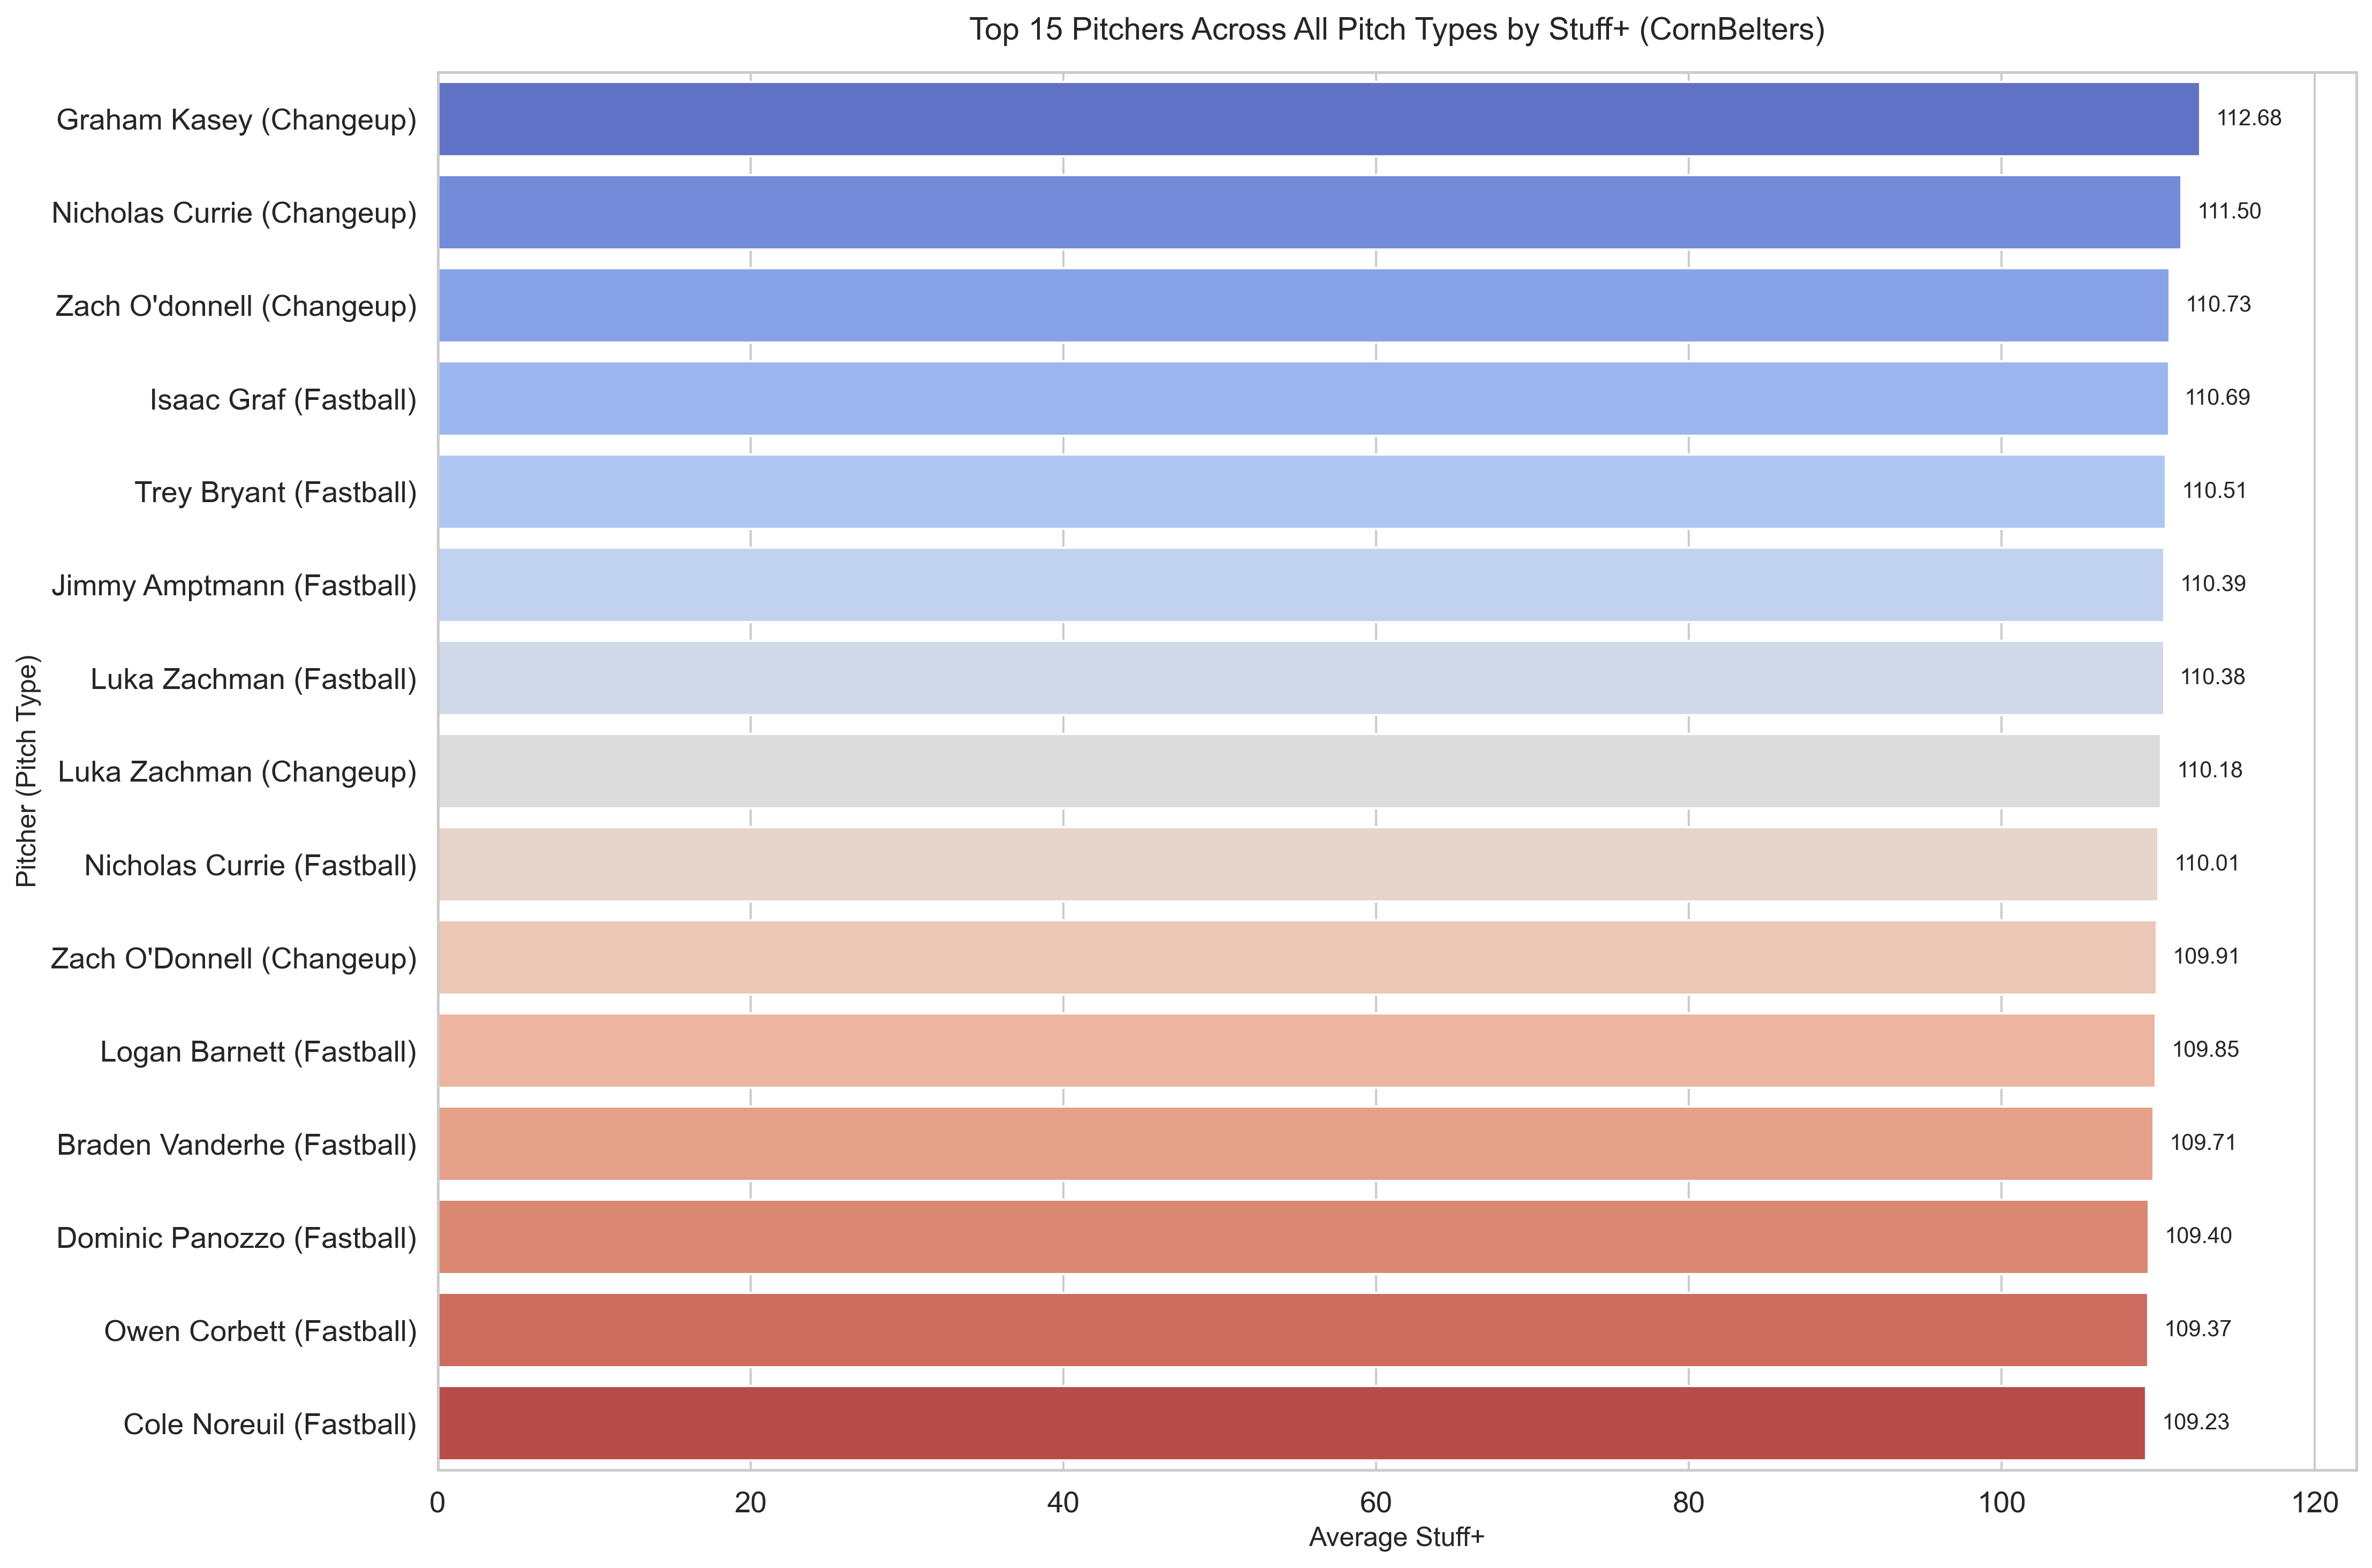 Top 15 Pitchers Across All Pitch Types by Stuff+ (CornBelters)
Pitcher (Pitch Type)
Graham Kasey (Changeup) 112.68
Nicholas Currie (Changeup) 111.50
Zach O'donnell (Changeup) 110.73
Isaac Graf (Fastball) 110.69
Trey Bryant (Fastball) 110.51
Jimmy Amptmann (Fastball) 110.39
Luka Zachman (Fastball) 110.38
Luka Zachman (Changeup) 110.18
Nicholas Currie (Fastball) 110.01
Zach O'Donnell (Changeup) 109.91
Logan Barnett (Fastball) 109.85
Braden Vanderhe (Fastball) 109.71
Dominic Panozzo (Fastball) 109.40
Owen Corbett (Fastball) 109.37
Cole Noreuil (Fastball) 109.23
0 20 40 60 80 100 120
Average Stuff+